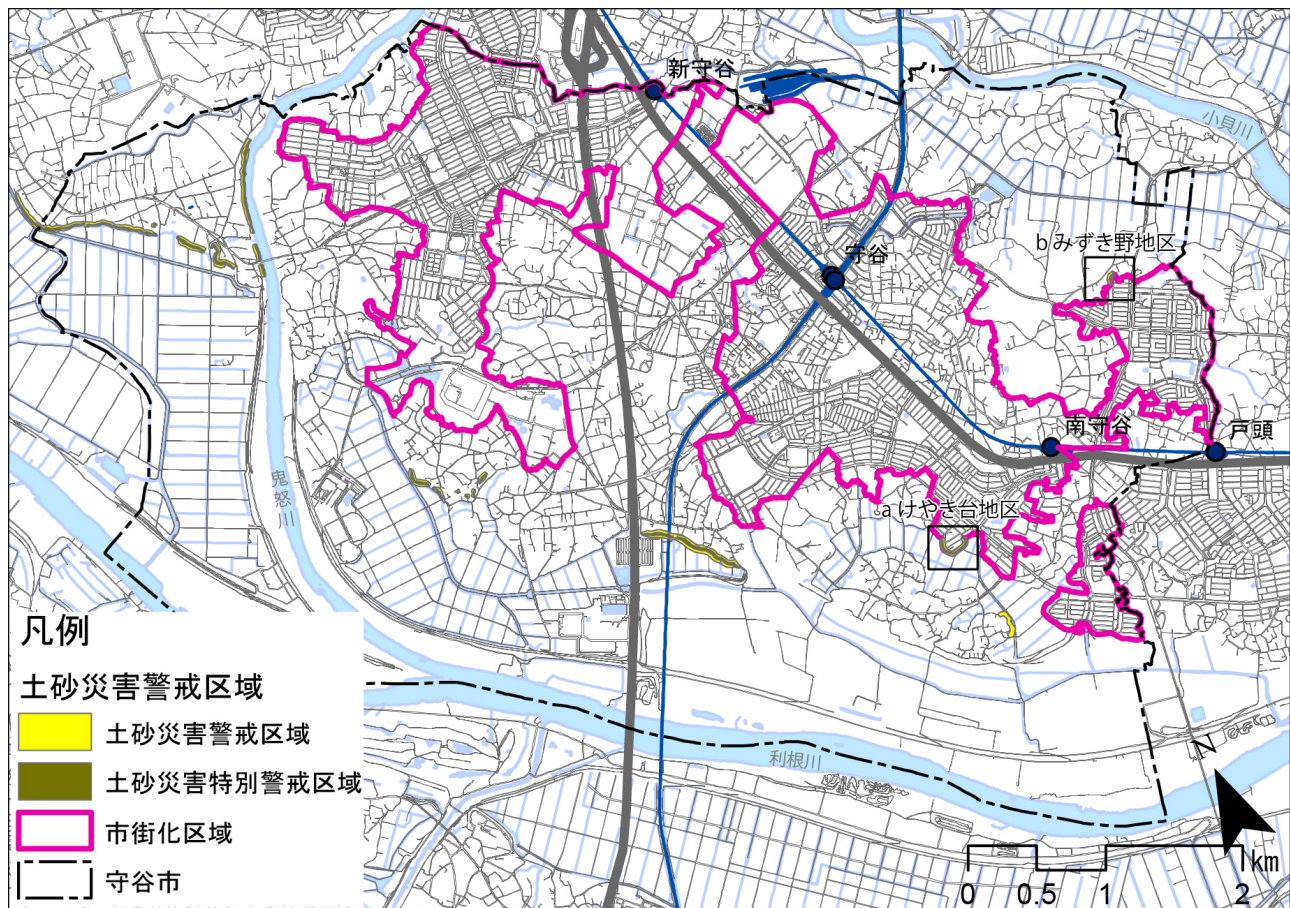 新守谷
小貝川
bみずき野地区
守谷
南守谷
戸頭
aけやき台地区
鬼怒川
利根川
凡例
土砂災害警戒区域
土砂災害警戒区域
土砂災害特別警戒区域
市街化区域
守谷市
N
km
0 0.5 1 2